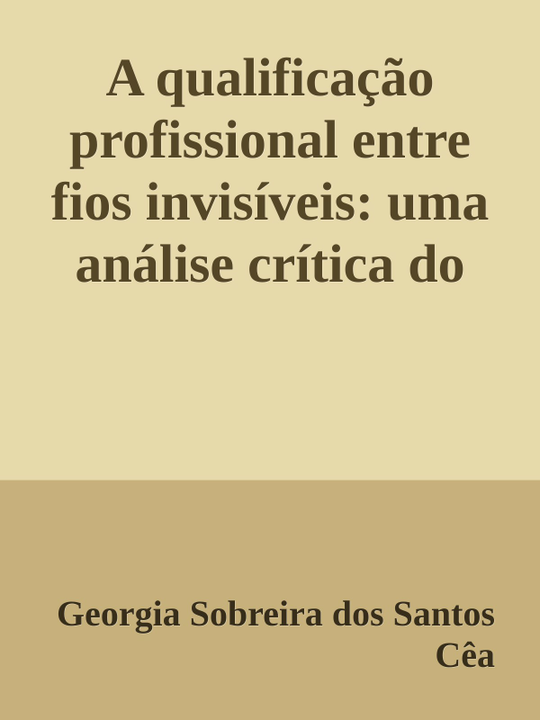 A qualificação
profissional entre
fios invisíveis: uma
análise crítica do
Georgia Sobreira dos Santos
Cêa